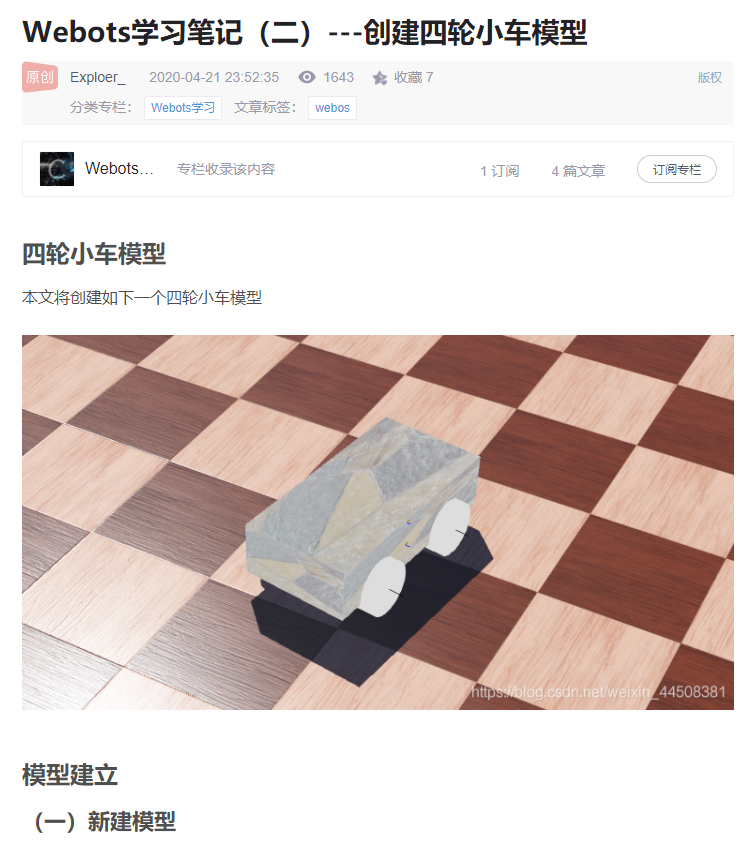 Webots学习笔记（二）---创建四轮小车模型
原创 Exploer_ 2020-04-21 23:52:35 1643 收藏 7 版权
分类专栏： Webots学习 文章标签： webos
Webots… 专栏收录该内容 1 订阅 4 篇文章 订阅专栏
四轮小车模型
本文将创建如下一个四轮小车模型
https://blog.csdn.net/weixin_44508381
模型建立
（一）新建模型